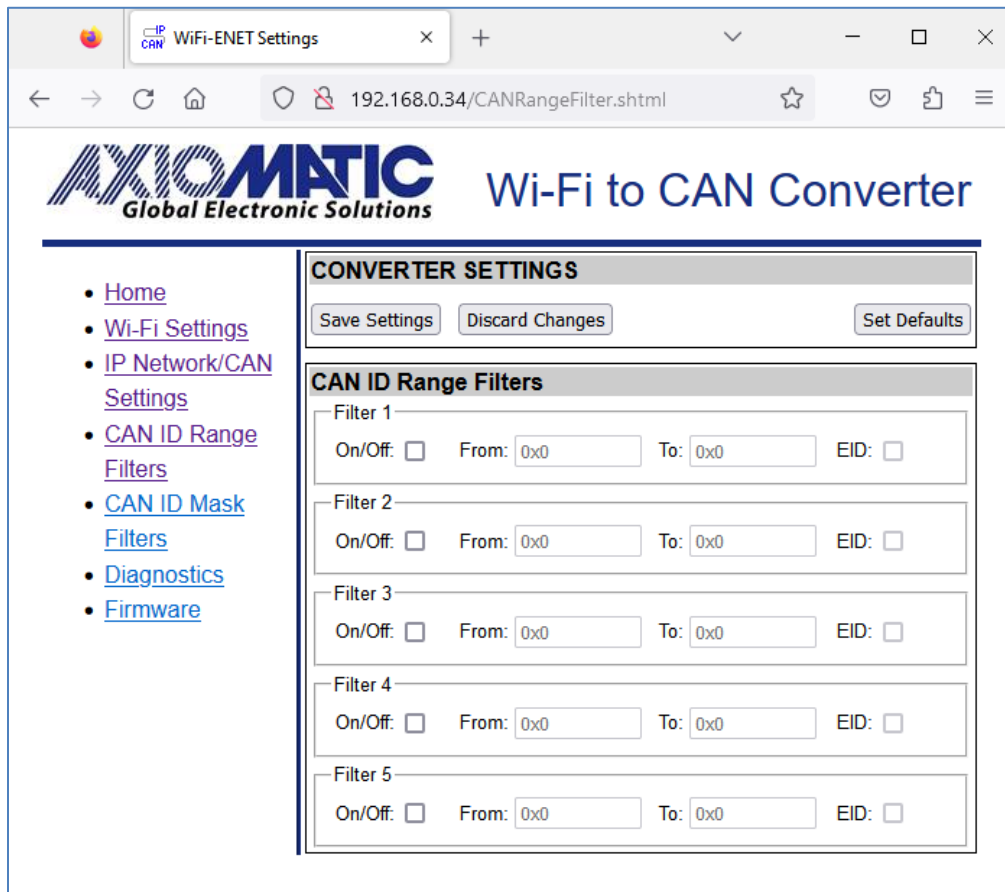 IP
CAN
WiFi-ENET Settings
192.168.0.34/CANRangeFilter.shtml
AXIOMATIC
Global Electronic Solutions
Wi-Fi to CAN Converter
Home
Wi-Fi Settings
IP Network/CAN
Settings
CAN ID Range
Filters
CAN ID Mask
Filters
Diagnostics
Firmware
CONVERTER SETTINGS
Save Settings Discard Changes Set Defaults
CAN ID Range Filters
Filter 1
On/Off: From: 0x0 To: 0x0 EID:
Filter 2
On/Off: From: 0x0 To: 0x0 EID:
Filter 3
On/Off: From: 0x0 To: 0x0 EID:
Filter 4
On/Off: From: 0x0 To: 0x0 EID:
Filter 5
On/Off: From: 0x0 To: 0x0 EID: